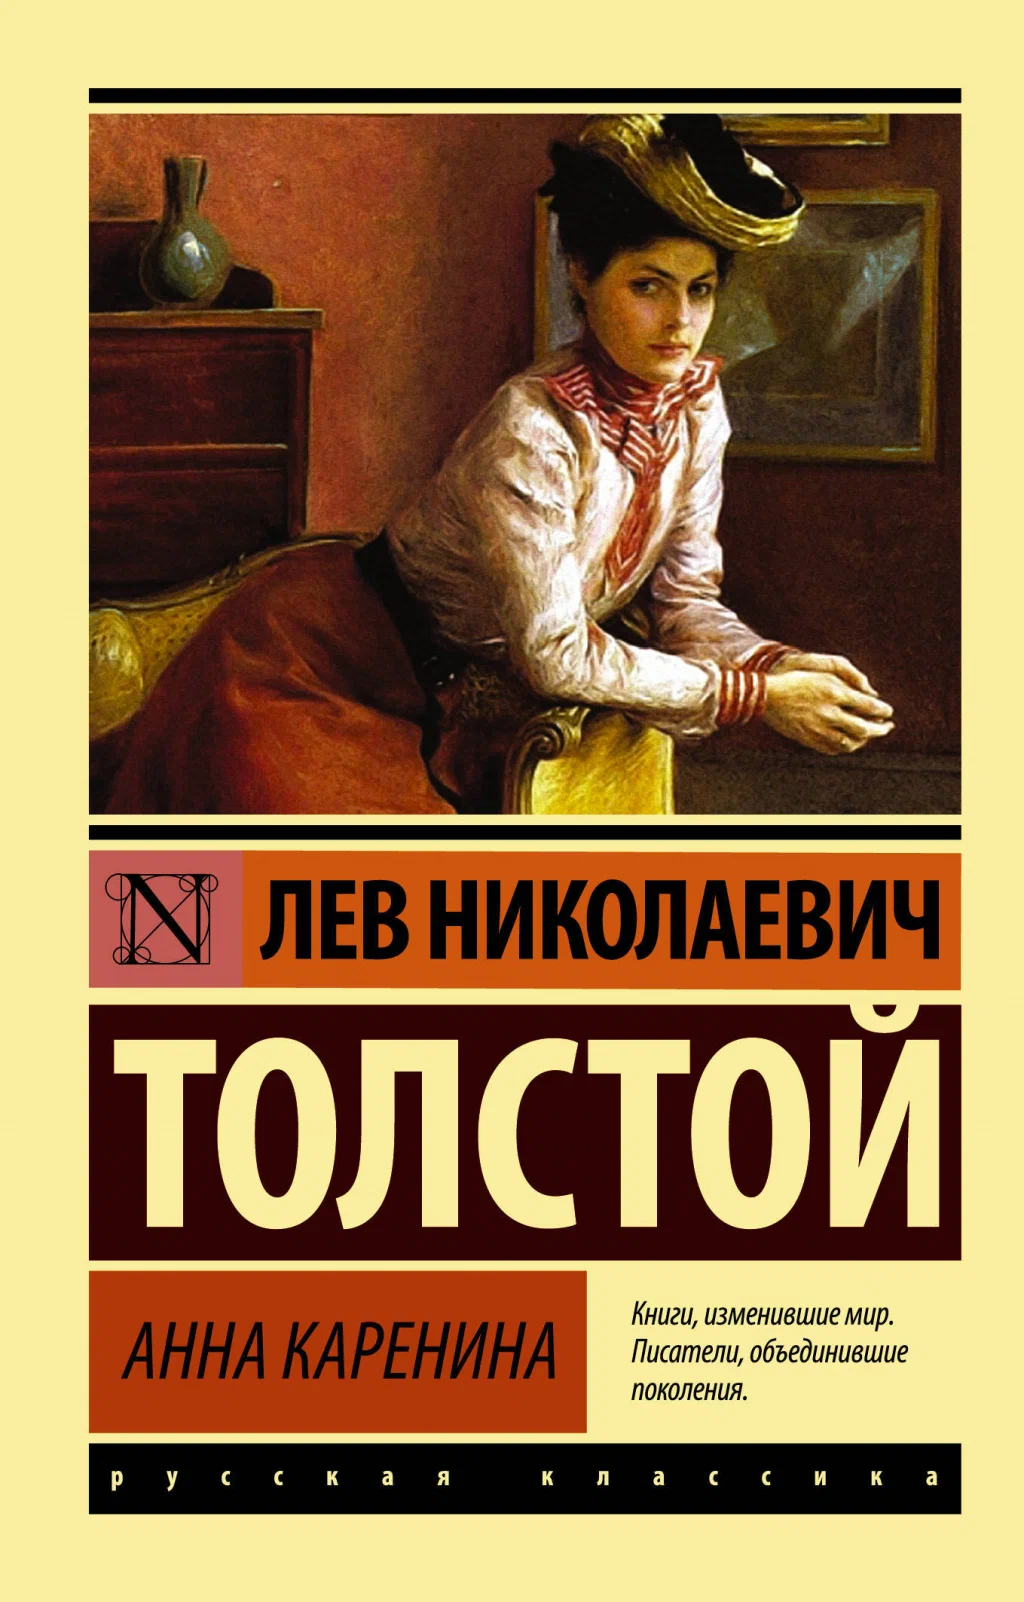 N
ЛЕВ НИКОЛАЕВИЧ
ТОЛСТОЙ
АННА КАРЕНИНА
Книги, изменившие мир.
Писатели, объединившие
поколения.
русская классика